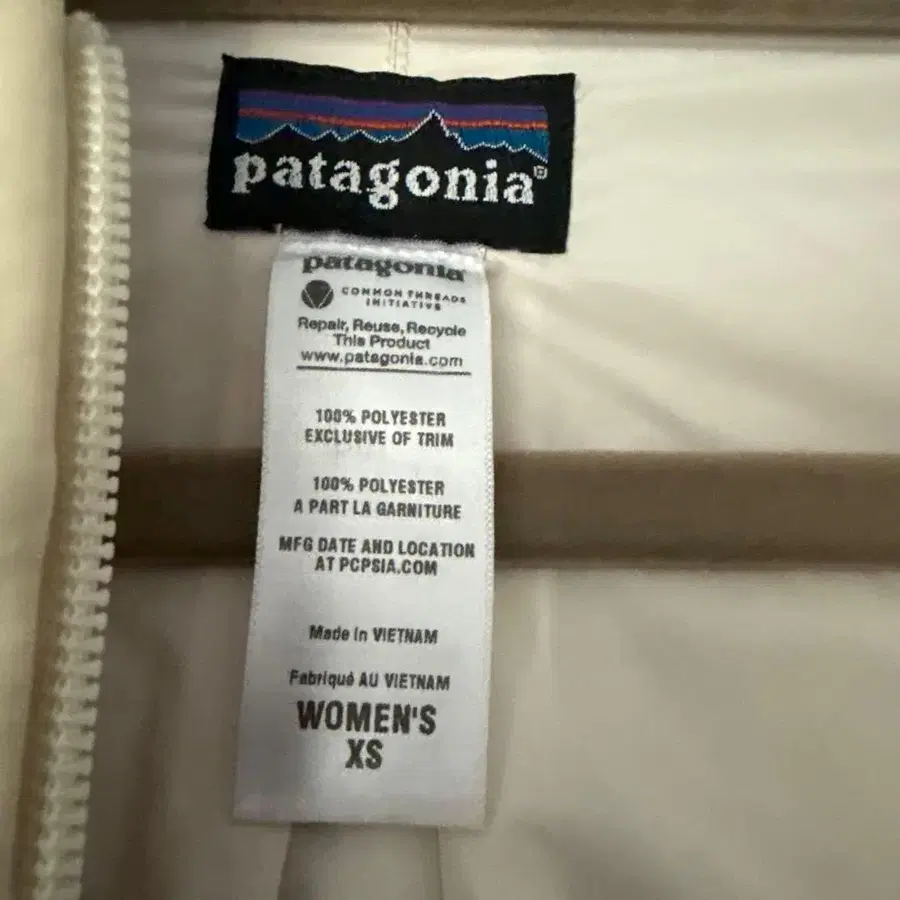 patagonia®
patagonia
COMMON THREADS
INITIATIVE
Repair, Reuse, Recycle
This Product
www.patagonia.com
100% POLYESTER
EXCLUSIVE OF TRIM
100% POLYESTER
A PART LA GARNITURE
MFG DATE AND LOCATION
AT PCPSIA.COM
Made in VIETNAM
Fabriqué AU VIETNAM
WOMEN'S
XS